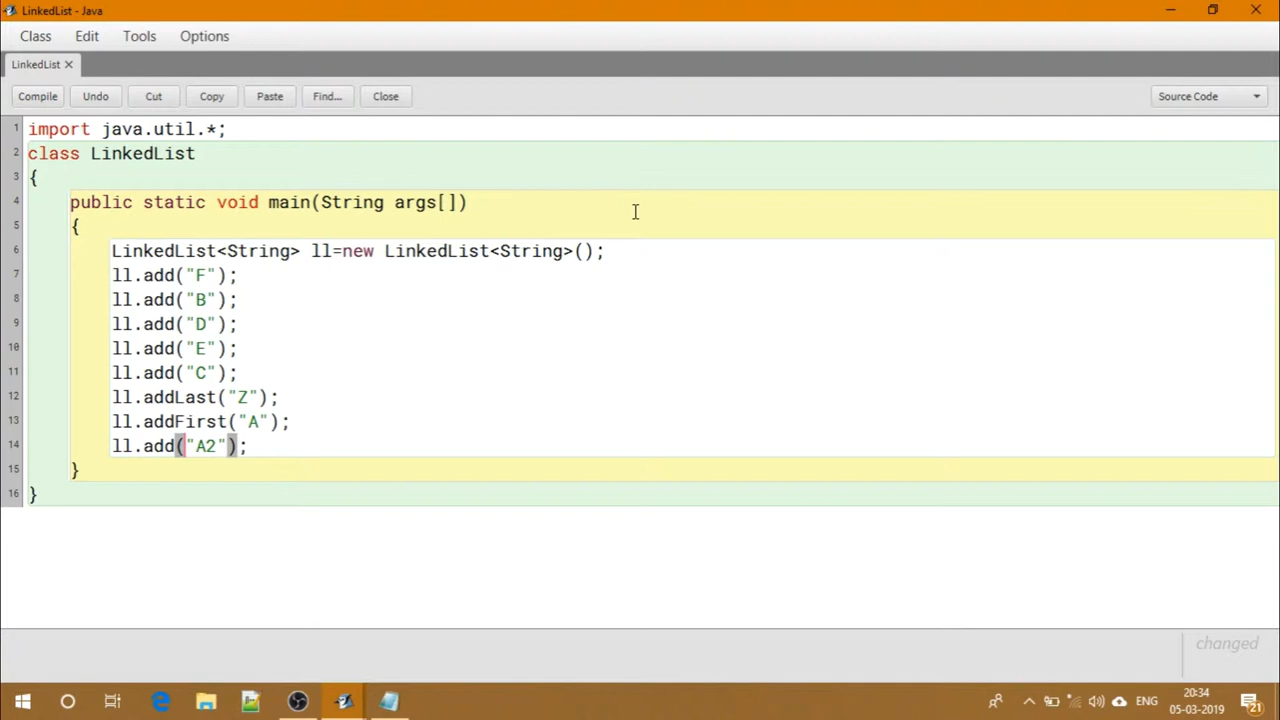 LinkedList - Java
Class Edit Tools Options
LinkedList ✕
Compile Undo Cut Copy Paste Find... Close Source Code
1 import java.util.*;
2 class LinkedList
3 {
4 public static void main(String args[])
5 {
6 LinkedList<String> ll=new LinkedList<String>();
7 ll.add("F");
8 ll.add("B");
9 ll.add("D");
10 ll.add("E");
11 ll.add("C");
12 ll.addLast("Z");
13 ll.addFirst("A");
14 ll.add("A2");
15 }
16 }
changed
ENG
20:34
05-03-2019
21